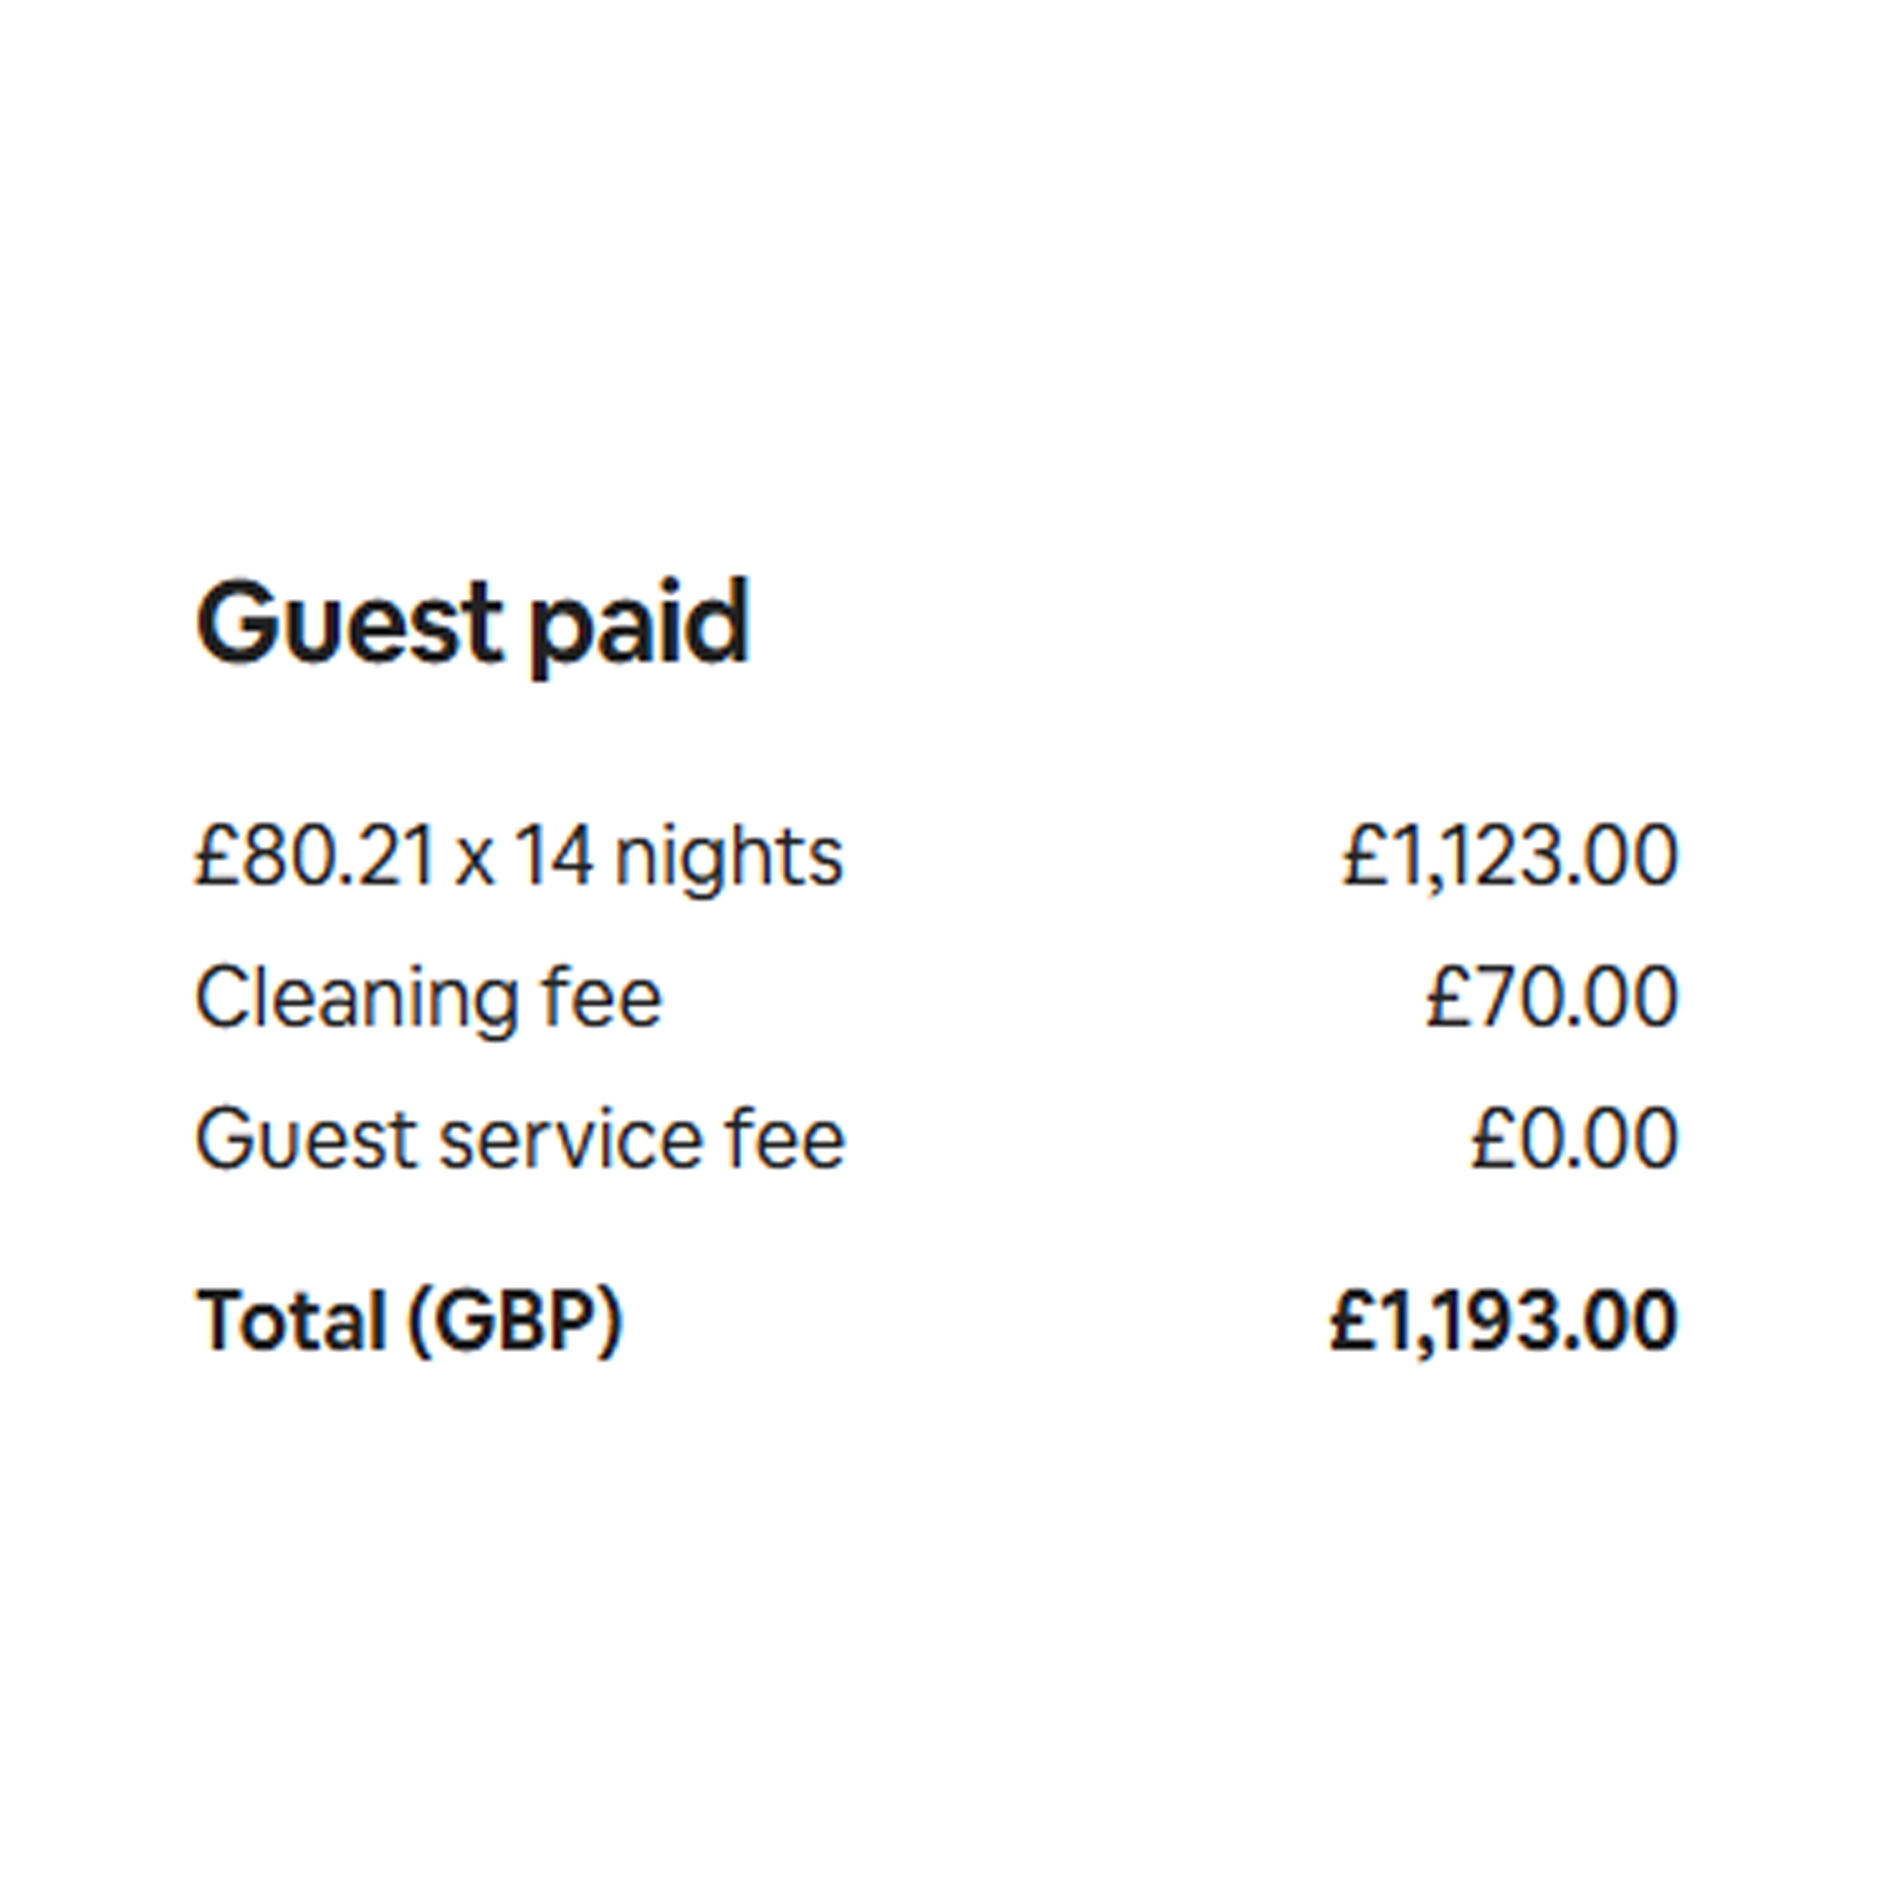 Guest paid
£80.21 x 14 nights £1,123.00
Cleaning fee £70.00
Guest service fee £0.00
Total (GBP) £1,193.00